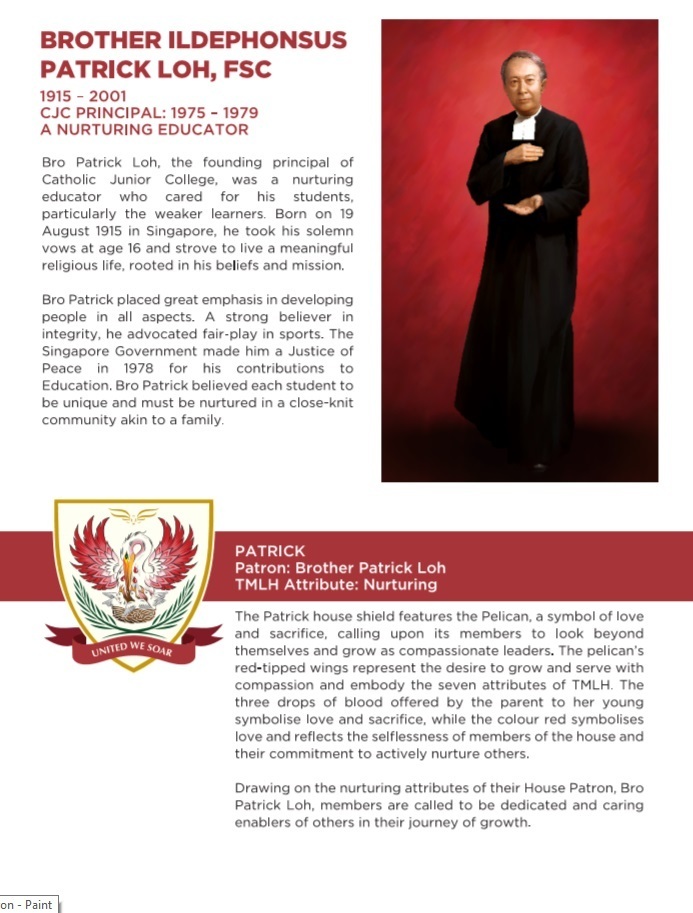 BROTHER ILDEPHONSUS
PATRICK LOH, FSC
1915 – 2001
CJC PRINCIPAL: 1975 – 1979
A NURTURING EDUCATOR
Bro Patrick Loh, the founding principal of
Catholic Junior College, was a nurturing
educator who cared for his students,
particularly the weaker learners. Born on 19
August 1915 in Singapore, he took his solemn
vows at age 16 and strove to live a meaningful
religious life, rooted in his beliefs and mission.
Bro Patrick placed great emphasis in developing
people in all aspects. A strong believer in
integrity, he advocated fair-play in sports. The
Singapore Government made him a Justice of
Peace in 1978 for his contributions to
Education. Bro Patrick believed each student to
be unique and must be nurtured in a close-knit
community akin to a family.
UNITED WE SOAR
PATRICK
Patron: Brother Patrick Loh
TMLH Attribute: Nurturing
The Patrick house shield features the Pelican, a symbol of love
and sacrifice, calling upon its members to look beyond
themselves and grow as compassionate leaders. The pelican's
red-tipped wings represent the desire to grow and serve with
compassion and embody the seven attributes of TMLH. The
three drops of blood offered by the parent to her young
symbolise love and sacrifice, while the colour red symbolises
love and reflects the selflessness of members of the house and
their commitment to actively nurture others.
Drawing on the nurturing attributes of their House Patron, Bro
Patrick Loh, members are called to be dedicated and caring
enablers of others in their journey of growth.
on - Paint